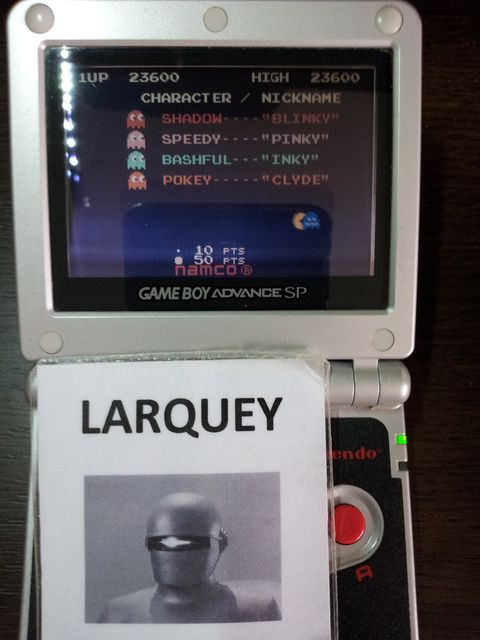 1UP 23600 HIGH 23600
CHARACTER / NICKNAME
SHADOW----"BLINKY"
SPEEDY----"PINKY"
BASHFUL---"INKY"
POKEY-----"CLYDE"
10 PTS
50 PTS
namco®
GAME BOY ADVANCE SP
LARQUEY
endo®
A